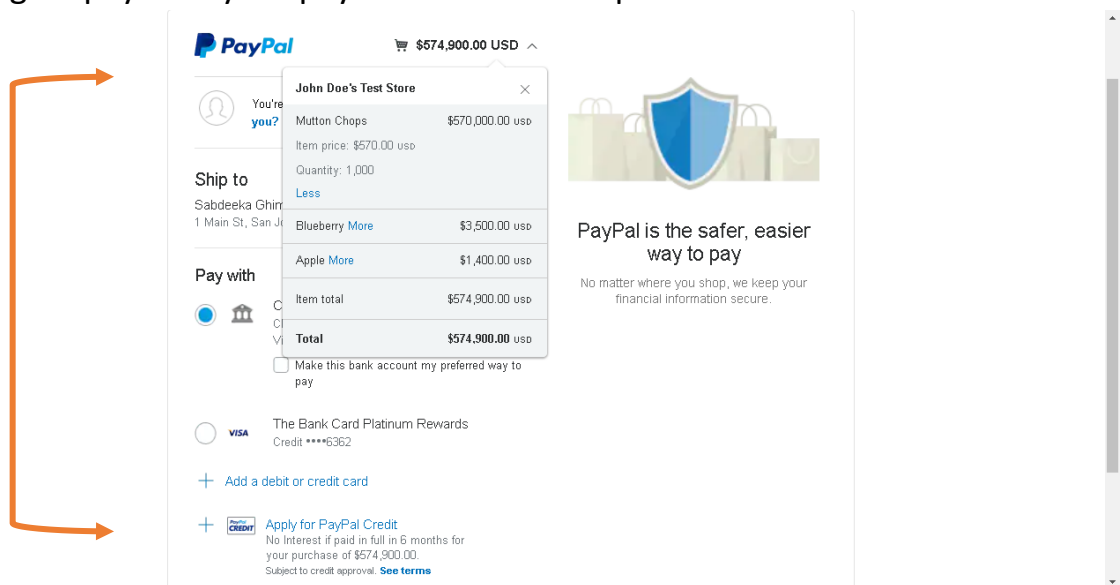 PayPal
$574,900.00 USD
John Doe's Test Store
You're
you?
Mutton Chops $570,000.00 USD
Item price: $570.00 USD
Quantity: 1,000
Less
Ship to
Sabdeeka Ghim
1 Main St, San J
Blueberry More $3,500.00 USD
Apple More $1,400.00 USD
Pay with
Item total $574,900.00 USD
Total $574,900.00 USD
Make this bank account my preferred way to
pay
VISA
The Bank Card Platinum Rewards
Credit ••••6362
+ Add a debit or credit card
+ PayPal CREDIT Apply for PayPal Credit
No Interest if paid in full in 6 months for
your purchase of $574,900.00.
Subject to credit approval. See terms
PayPal is the safer, easier
way to pay
No matter where you shop, we keep your
financial information secure.